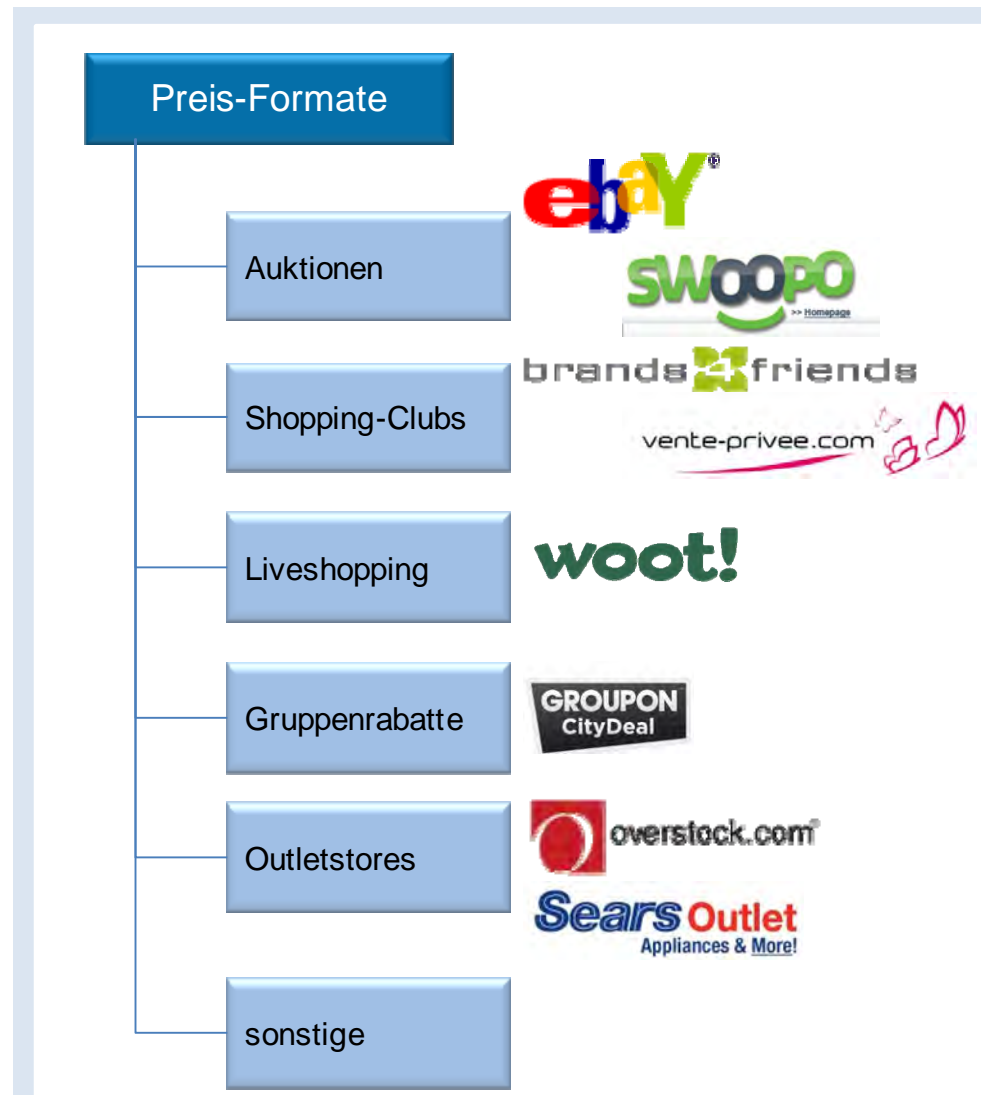 Preis-Formate
ebaY®
Auktionen
SWOOPO
>> Homepage
brands4friends
Shopping-Clubs
vente-privee.com
Liveshopping
woot!
GROUPON
CityDeal
Gruppenrabatte
overstock.com®
Outletstores
Sears Outlet
Appliances & More!
sonstige